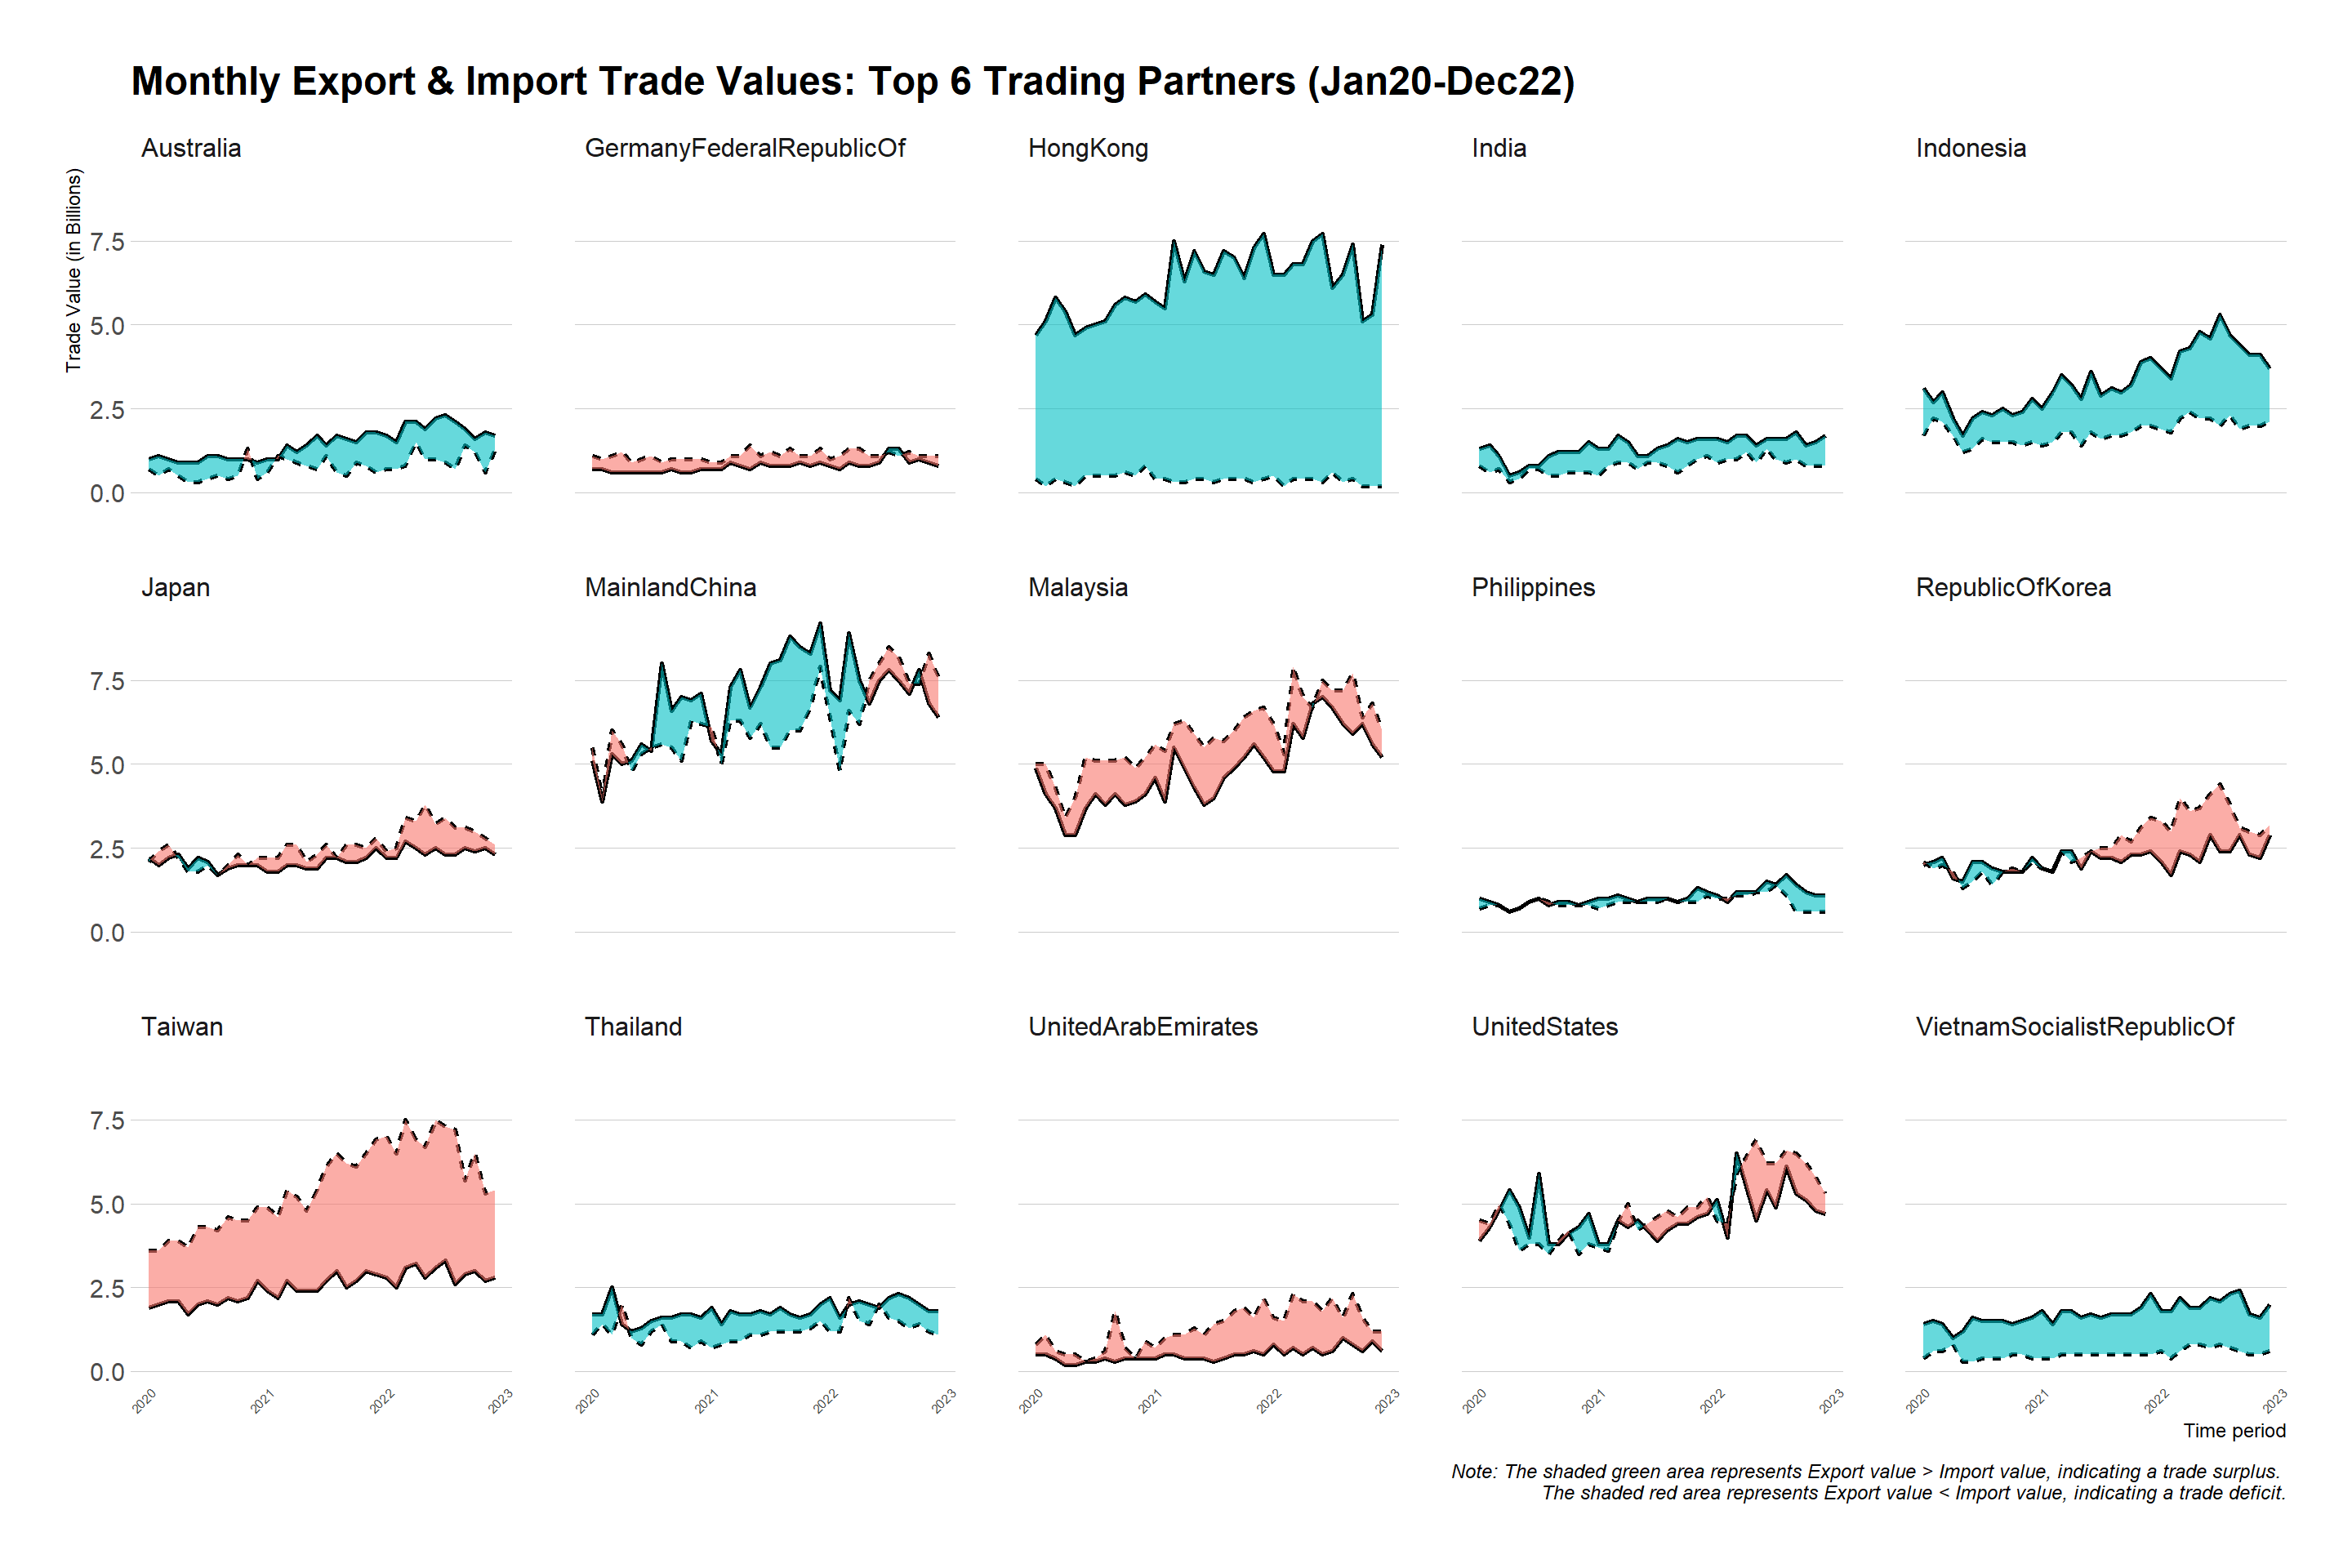 Monthly Export & Import Trade Values: Top 6 Trading Partners (Jan20-Dec22)
Trade Value (in Billions)
Australia
GermanyFederalRepublicOf
HongKong
India
Indonesia
7.5
5.0
2.5
0.0
Japan
MainlandChina
Malaysia
Philippines
RepublicOfKorea
7.5
5.0
2.5
0.0
Taiwan
Thailand
UnitedArabEmirates
UnitedStates
VietnamSocialistRepublicOf
7.5
5.0
2.5
0.0
2020 2021 2022 2023
2020 2021 2022 2023
2020 2021 2022 2023
2020 2021 2022 2023
2020 2021 2022 2023
Time period
Note: The shaded green area represents Export value > Import value, indicating a trade surplus.
The shaded red area represents Export value < Import value, indicating a trade deficit.